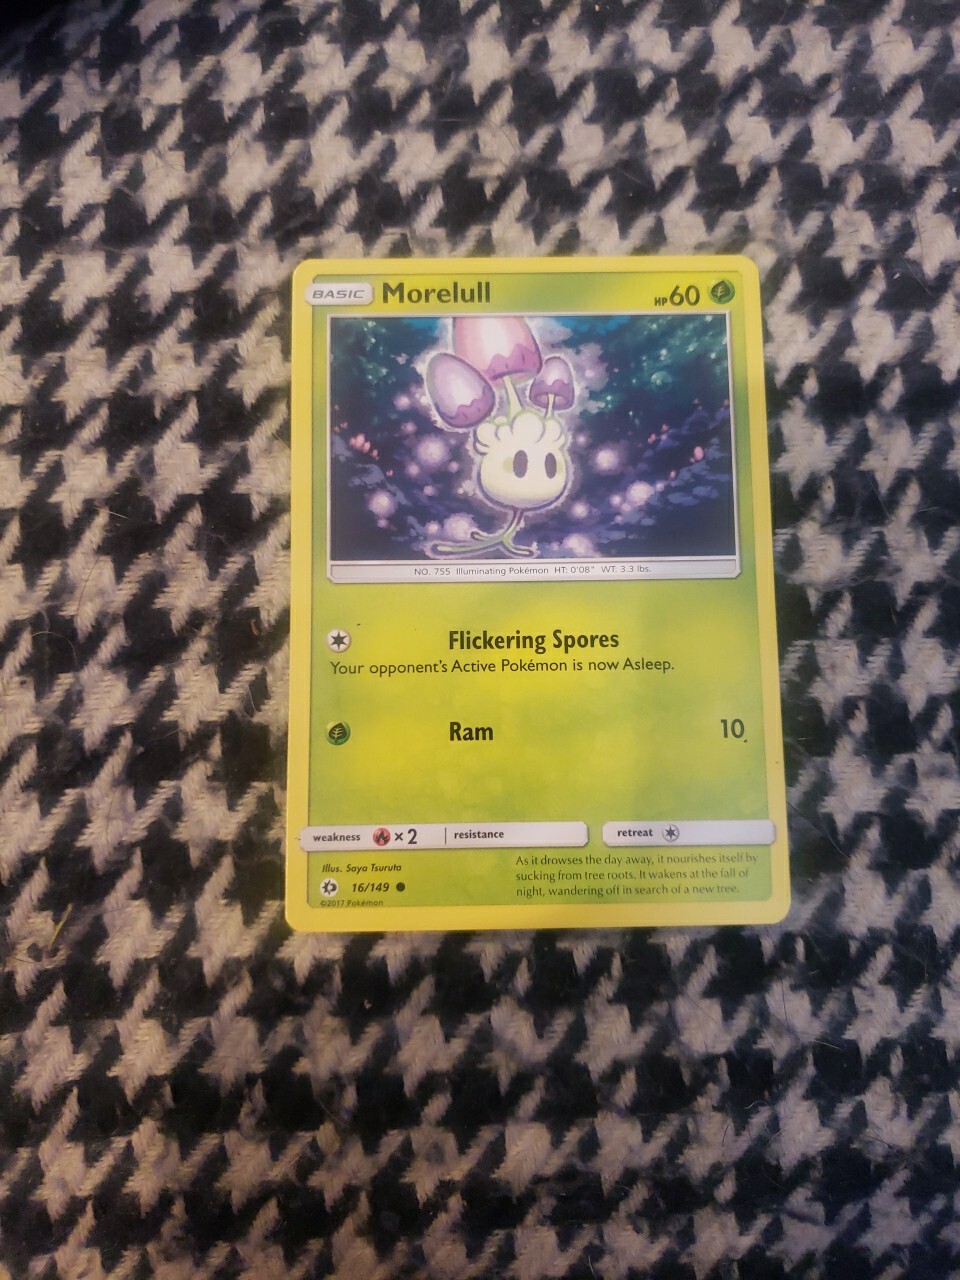 BASIC Morelull HP60
NO. 755 Illuminating Pokémon HT: 0'08" WT: 3.3 lbs.
Flickering Spores
Your opponent's Active Pokémon is now Asleep.
Ram 10
weakness ×2 resistance retreat
Illus. Saya Tsuruta
16/149
©2017 Pokémon
As it drowses the day away, it nourishes itself by
sucking from tree roots. It wakens at the fall of
night, wandering off in search of a new tree.